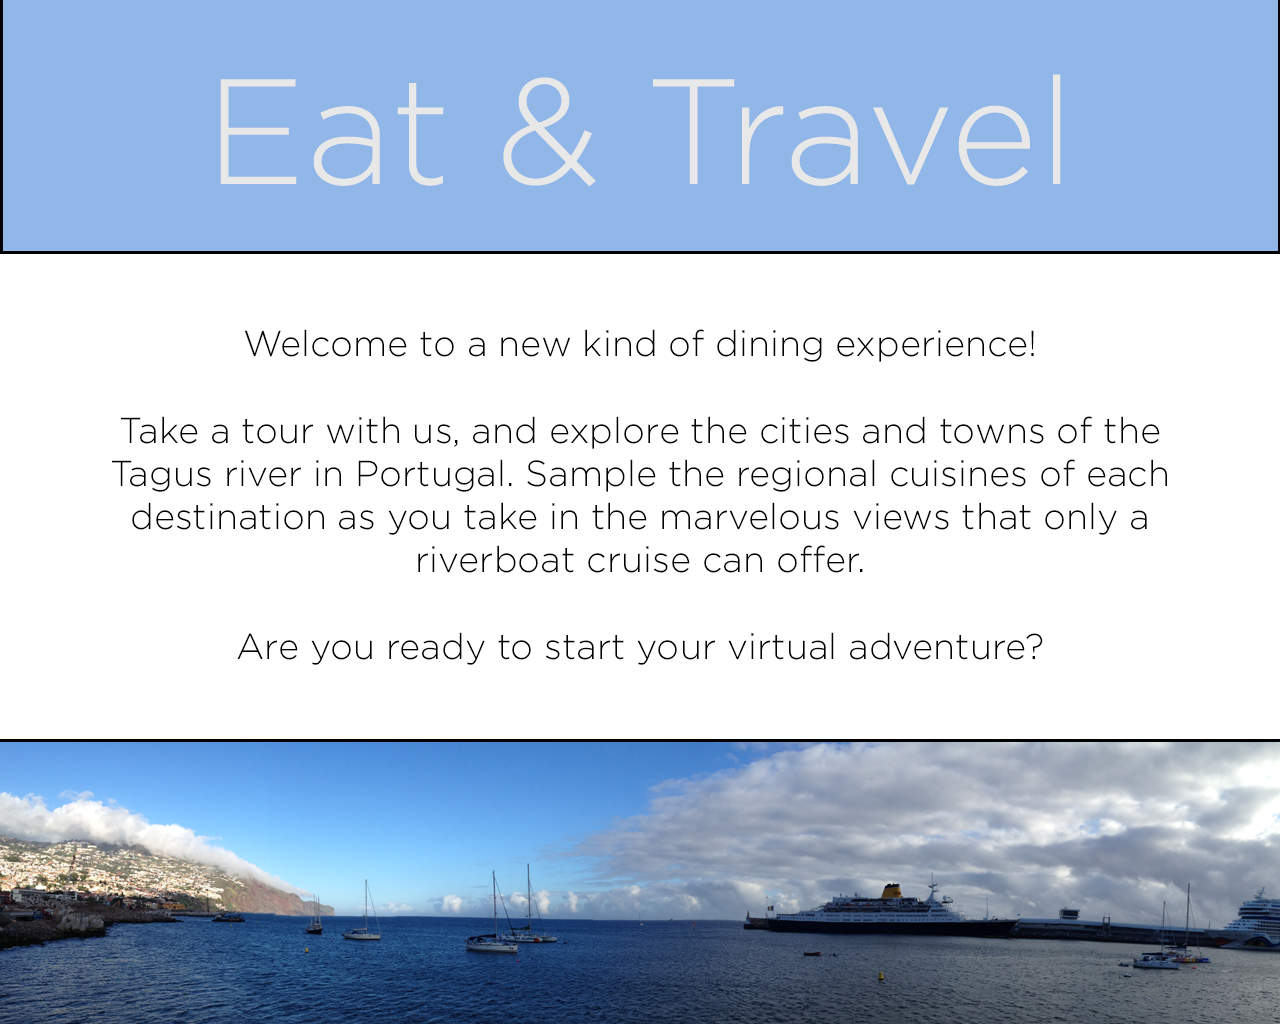 Eat & Travel
Welcome to a new kind of dining experience!
Take a tour with us, and explore the cities and towns of the
Tagus river in Portugal. Sample the regional cuisines of each
destination as you take in the marvelous views that only a
riverboat cruise can offer.
Are you ready to start your virtual adventure?